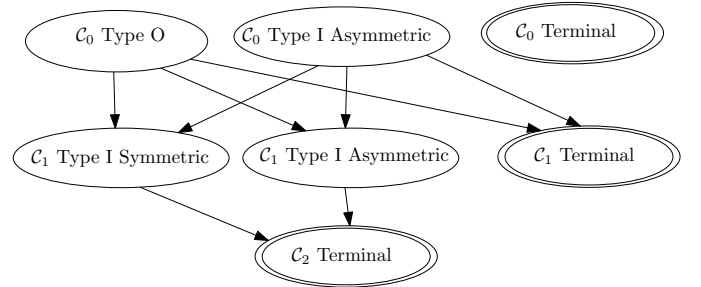 C₀ Type O
C₀ Type I Asymmetric
C₀ Terminal
C₁ Type I Symmetric
C₁ Type I Asymmetric
C₁ Terminal
C₂ Terminal